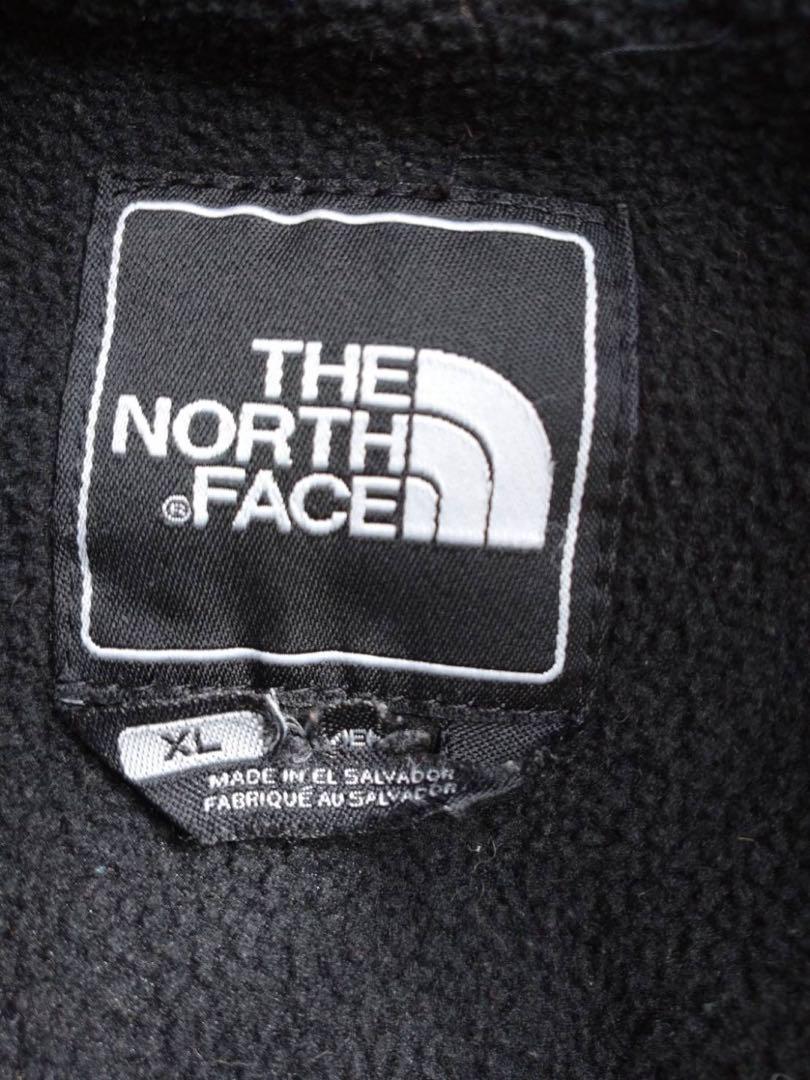 THE
NORTH
®FACE
XL
MADE IN EL SALVADOR
FABRIQUÉ AU SALVADOR